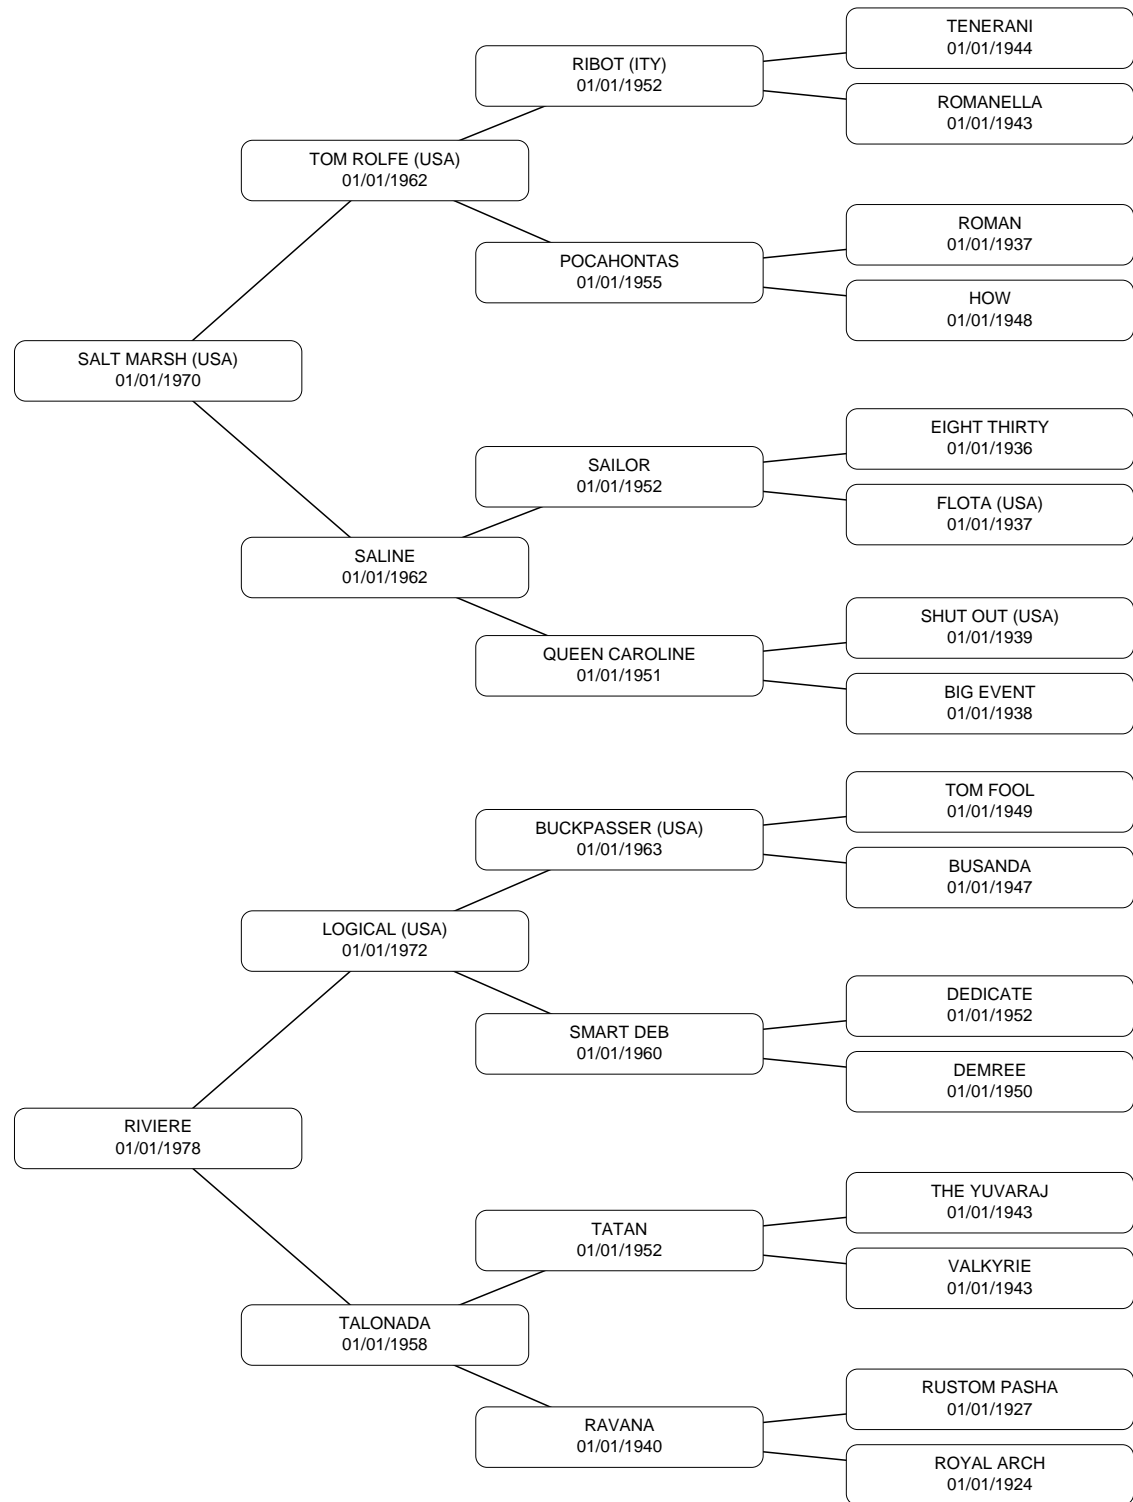 TENERANI
01/01/1944
RIBOT (ITY)
01/01/1952
ROMANELLA
01/01/1943
TOM ROLFE (USA)
01/01/1962
ROMAN
01/01/1937
POCAHONTAS
01/01/1955
HOW
01/01/1948
SALT MARSH (USA)
01/01/1970
EIGHT THIRTY
01/01/1936
SAILOR
01/01/1952
FLOTA (USA)
01/01/1937
SALINE
01/01/1962
SHUT OUT (USA)
01/01/1939
QUEEN CAROLINE
01/01/1951
BIG EVENT
01/01/1938
TOM FOOL
01/01/1949
BUCKPASSER (USA)
01/01/1963
BUSANDA
01/01/1947
LOGICAL (USA)
01/01/1972
DEDICATE
01/01/1952
SMART DEB
01/01/1960
DEMREE
01/01/1950
RIVIERE
01/01/1978
THE YUVARAJ
01/01/1943
TATAN
01/01/1952
VALKYRIE
01/01/1943
TALONADA
01/01/1958
RUSTOM PASHA
01/01/1927
RAVANA
01/01/1940
ROYAL ARCH
01/01/1924